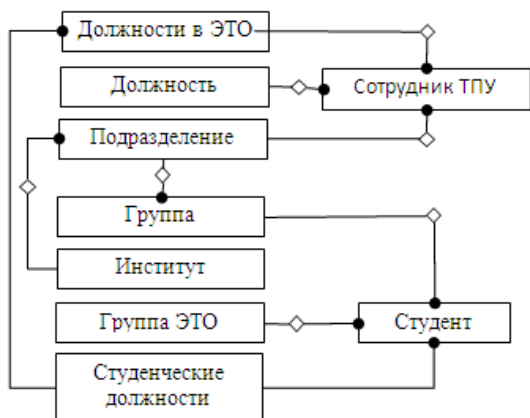 Должности в ЭТО
Должность
Сотрудник ТПУ
Подразделение
Группа
Институт
Группа ЭТО
Студент
Студенческие
должности